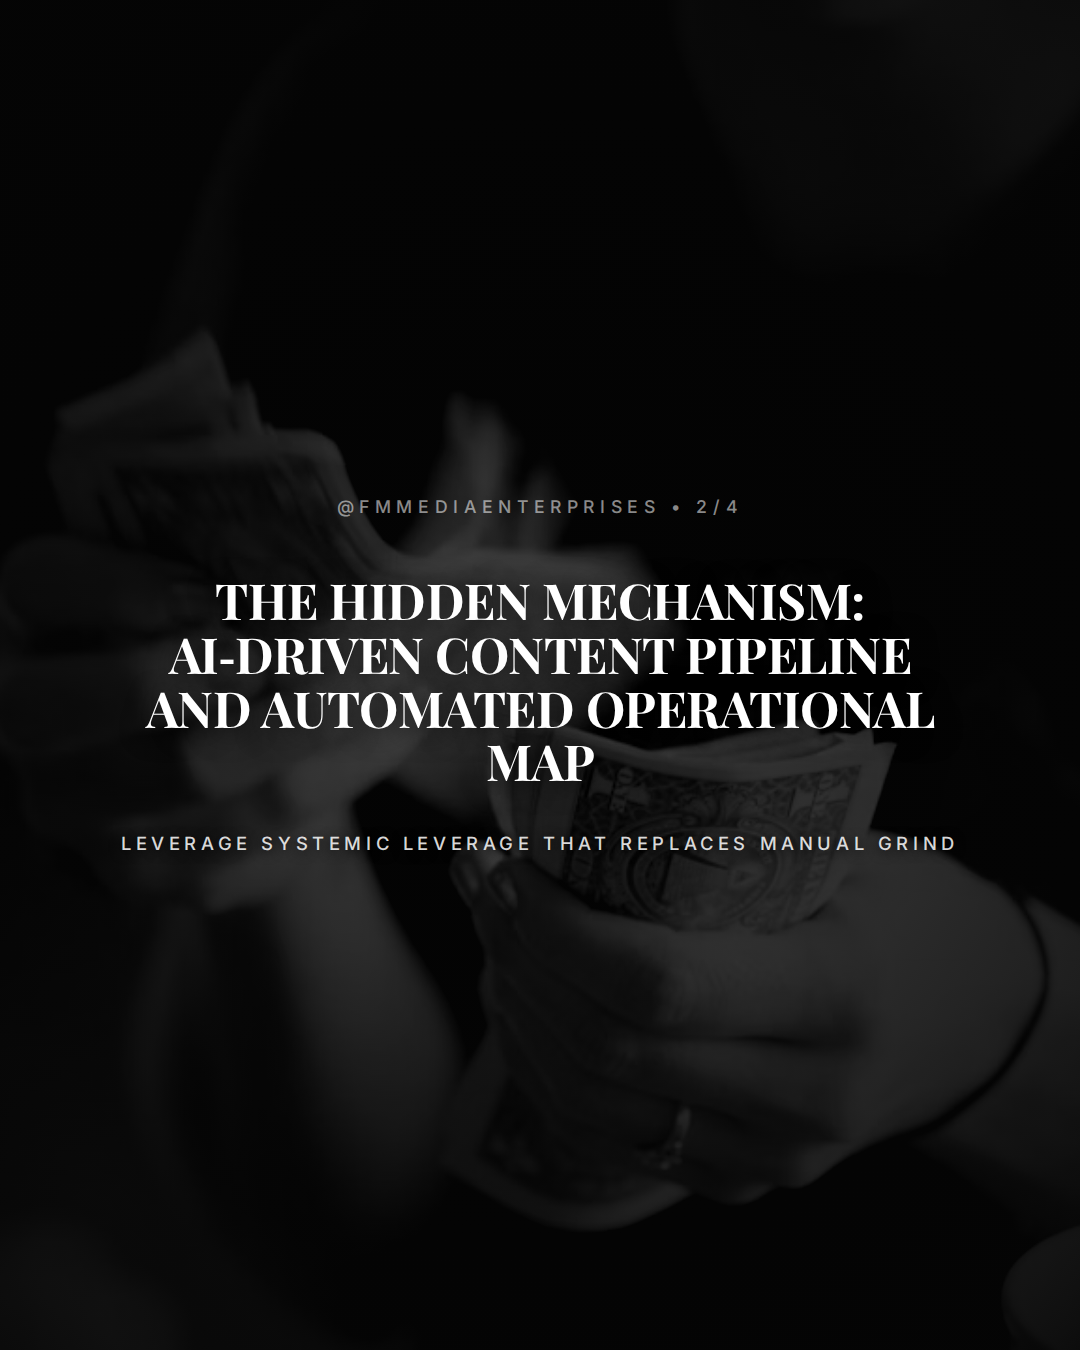 @FMMEDIAENTERPRISES • 2/4
THE HIDDEN MECHANISM:
AI-DRIVEN CONTENT PIPELINE
AND AUTOMATED OPERATIONAL
MAP
LEVERAGE SYSTEMIC LEVERAGE THAT REPLACES MANUAL GRIND